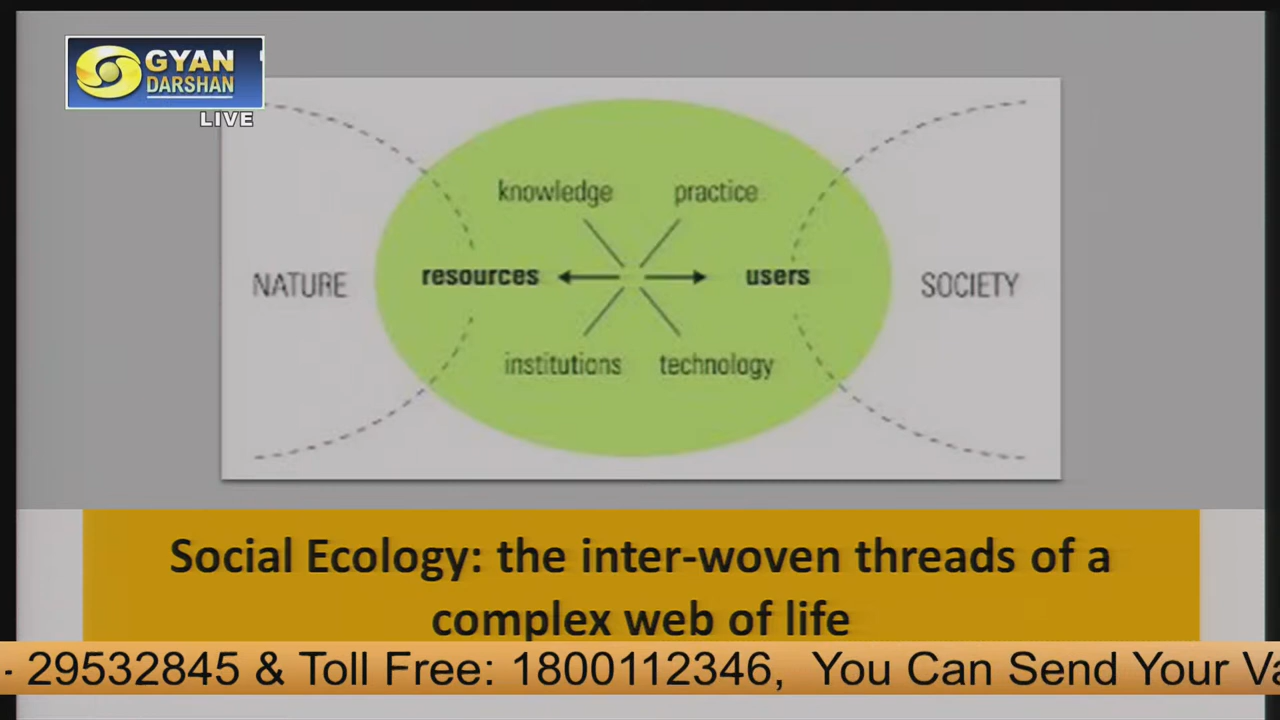 GYAN
DARSHAN
LIVE
knowledge practice
NATURE resources users SOCIETY
institutions technology
Social Ecology: the inter-woven threads of a
complex web of life
- 29532845 & Toll Free: 1800112346, You Can Send Your